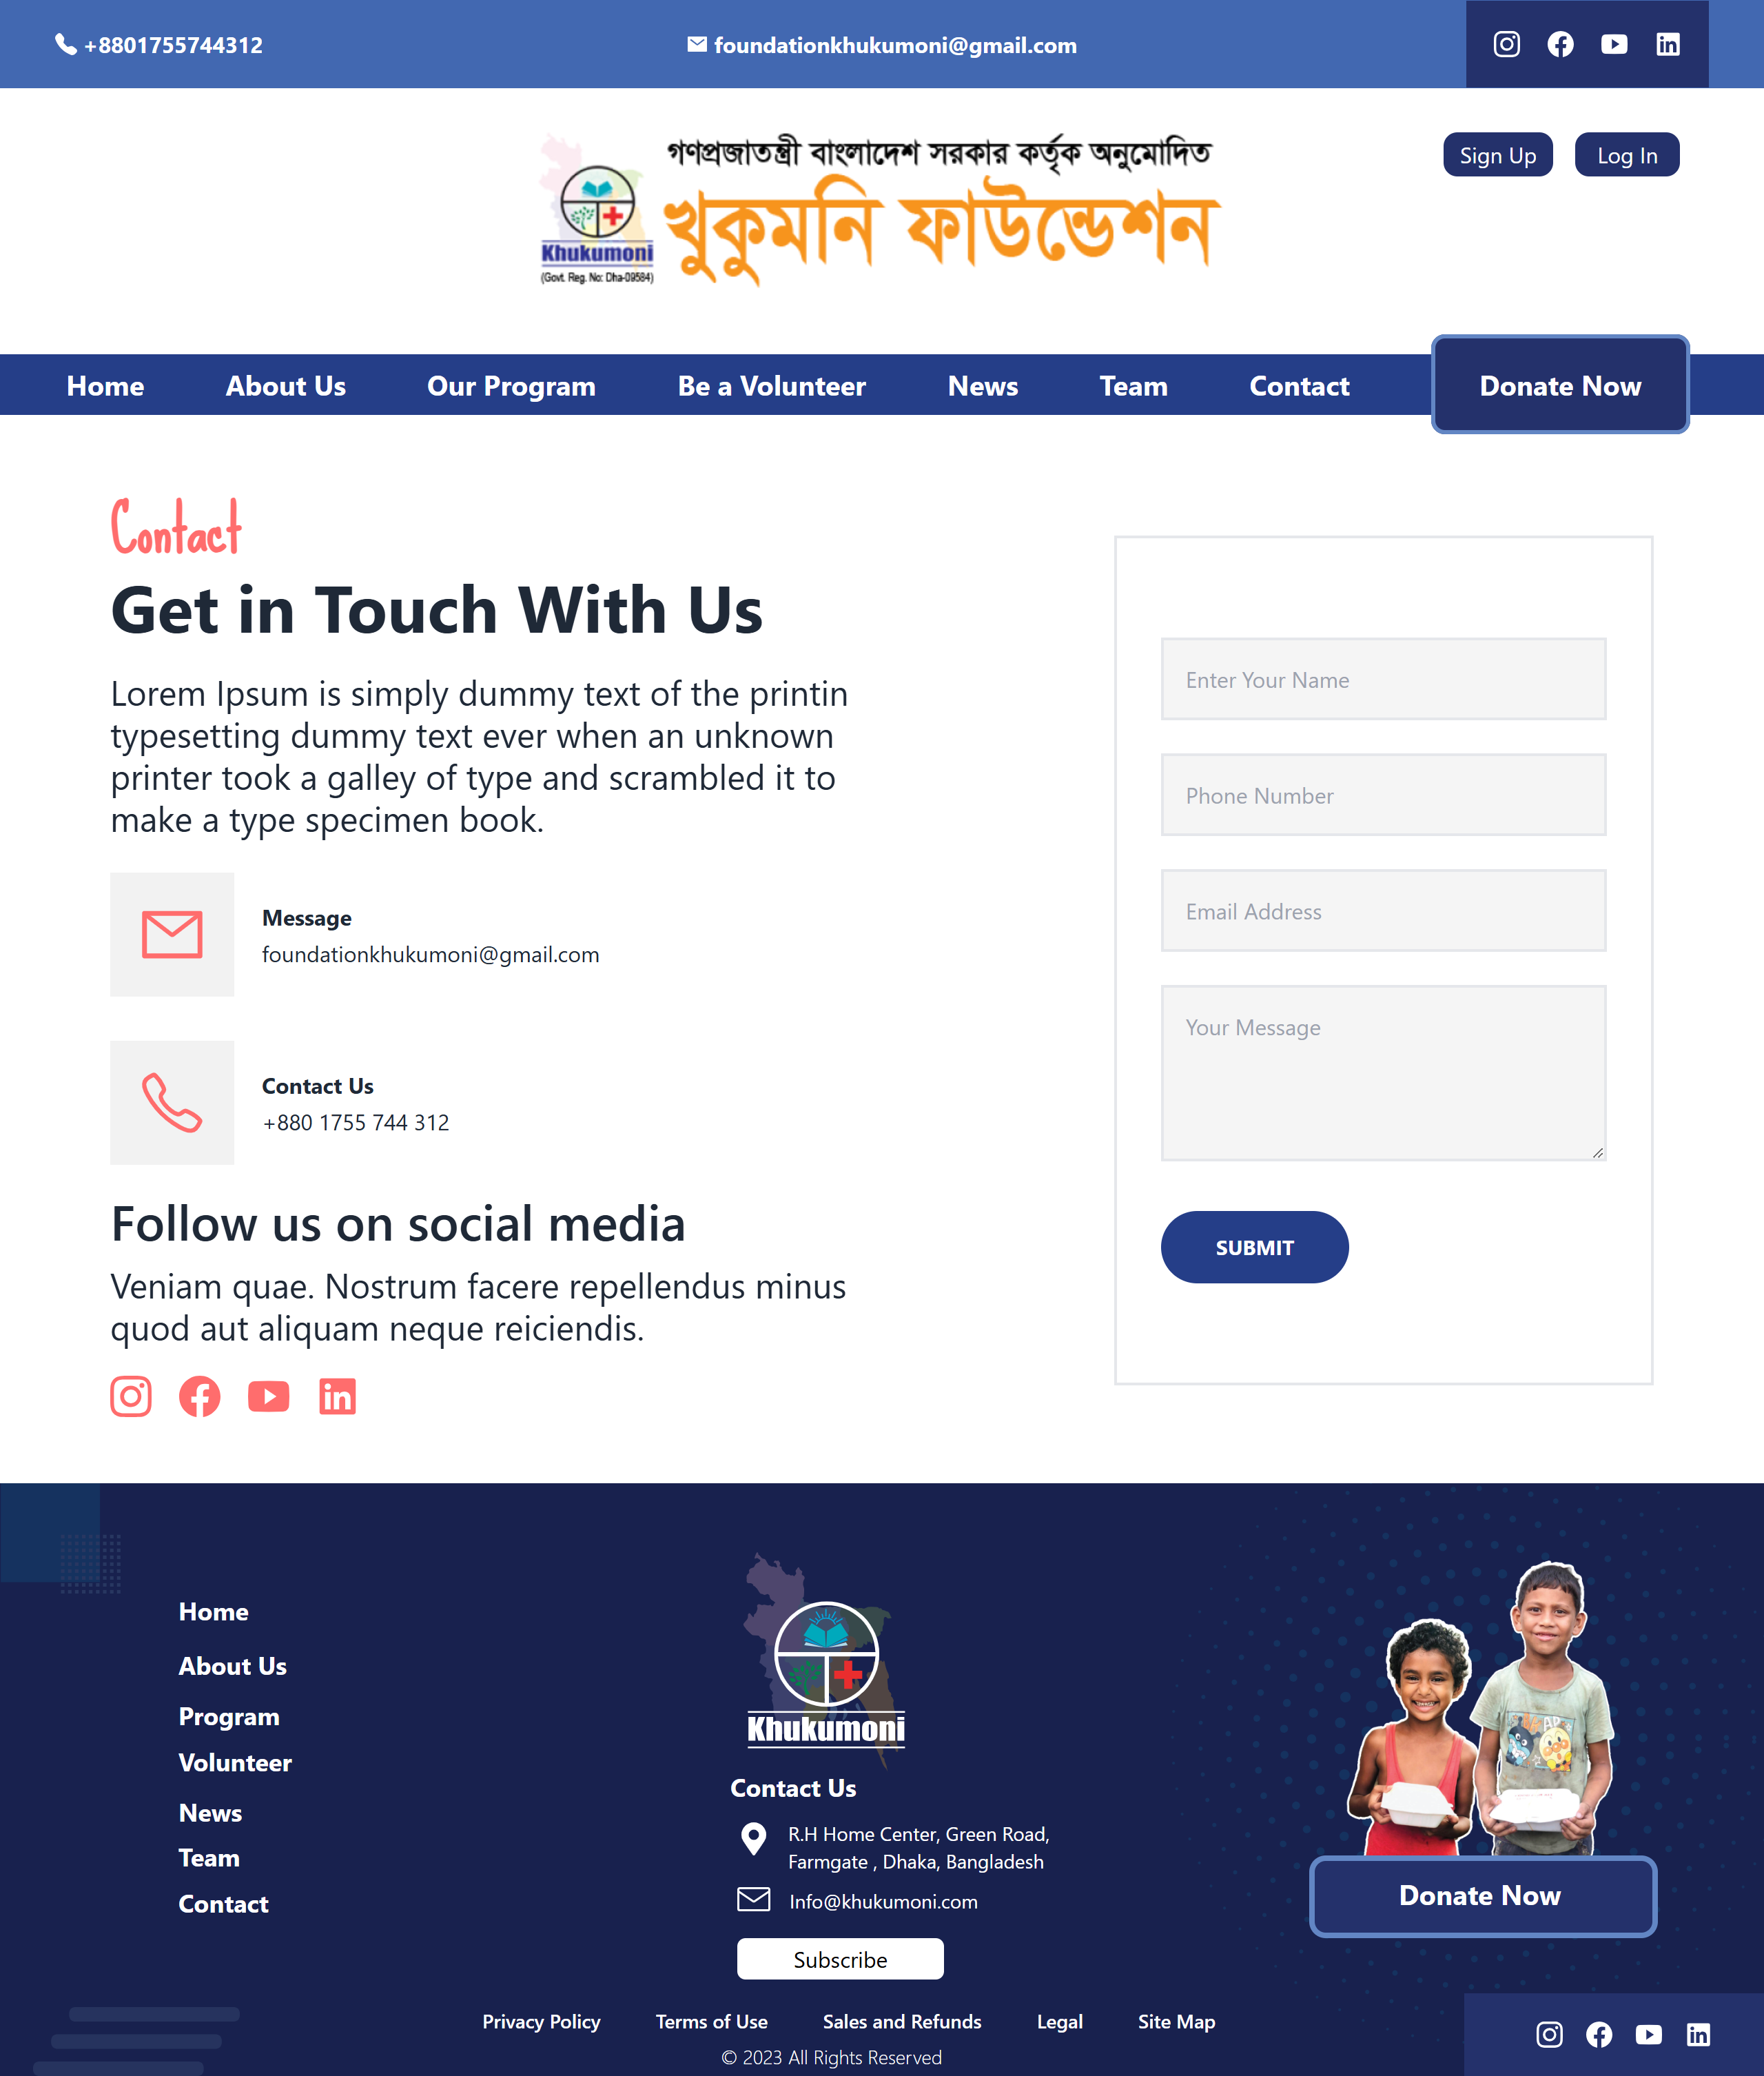 +8801755744312
foundationkhukumoni@gmail.com
গণপ্রজাতন্ত্রী বাংলাদেশ সরকার কর্তৃক অনুমোদিত
খুকুমনি ফাউন্ডেশন
Khukumoni
(Govt. Reg. No: Dha-09584)
Sign Up
Log In
Home About Us Our Program Be a Volunteer News Team Contact Donate Now
Contact
Get in Touch With Us
Lorem Ipsum is simply dummy text of the printin
typesetting dummy text ever when an unknown
printer took a galley of type and scrambled it to
make a type specimen book.
Message
foundationkhukumoni@gmail.com
Contact Us
+880 1755 744 312
Follow us on social media
Veniam quae. Nostrum facere repellendus minus
quod aut aliquam neque reiciendis.
Enter Your Name
Phone Number
Email Address
Your Message
SUBMIT
Home
About Us
Program
Volunteer
News
Team
Contact
Khukumoni
Contact Us
R.H Home Center, Green Road,
Farmgate , Dhaka, Bangladesh
Info@khukumoni.com
Subscribe
Donate Now
Privacy Policy Terms of Use Sales and Refunds Legal Site Map
© 2023 All Rights Reserved